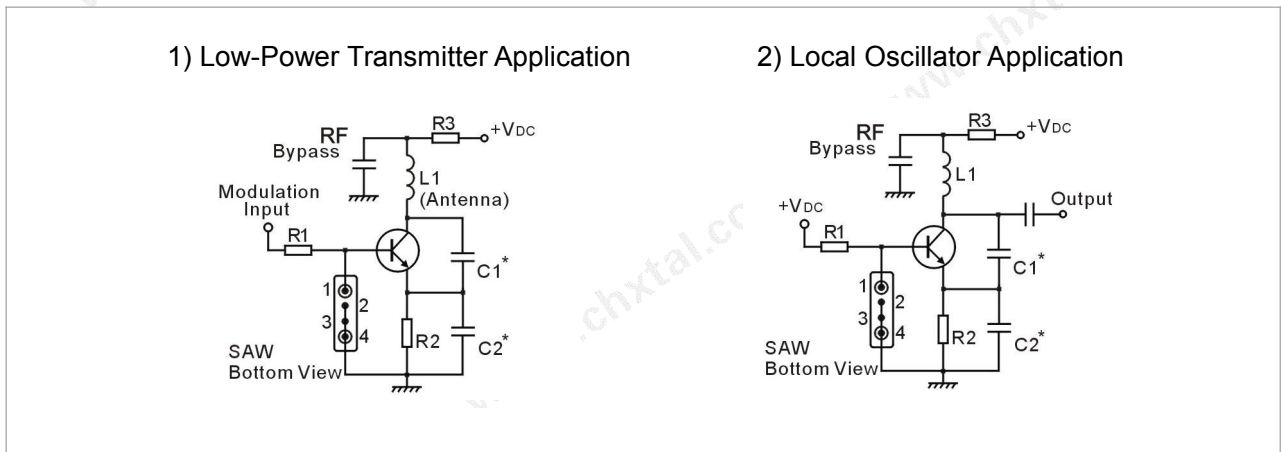 1) Low-Power Transmitter Application
RF
Bypass
R3
+VDC
L1
(Antenna)
Modulation
Input
R1
C1*
1
2
3
4
R2
C2*
SAW
Bottom View
2) Local Oscillator Application
RF
Bypass
R3
+VDC
L1
Output
+VDC
R1
C1*
1
2
3
4
R2
C2*
SAW
Bottom View